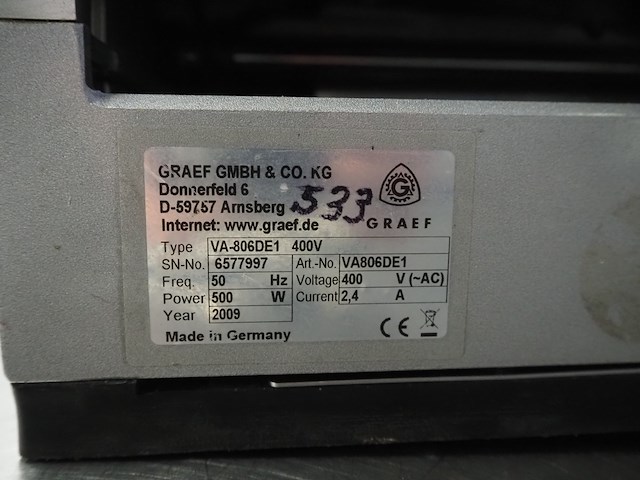 GRAEF GMBH & CO. KG
Donnerfeld 6
D-59757 Arnsberg
533
Internet: www.graef.de
G
GRAEF
Type VA-806DE1 400V
SN-No. 6577997 Art.-No. VA806DE1
Freq. 50 Hz Voltage 400 V (~AC)
Power 500 W Current 2,4 A
Year 2009
Made in Germany
CE